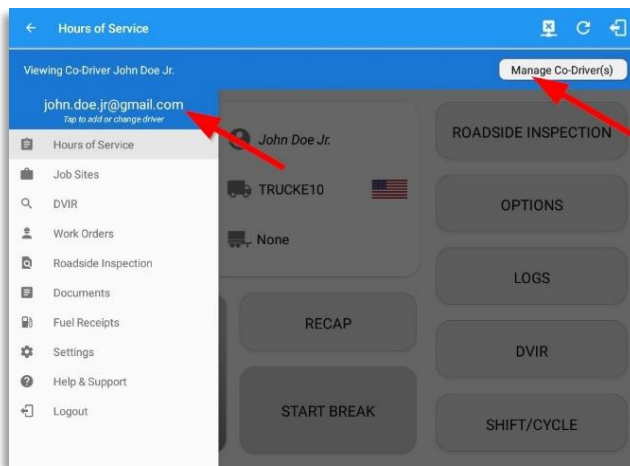 Hours of Service
Viewing Co-Driver John Doe Jr.
Manage Co-Driver(s)
john.doe.jr@gmail.com
Tap to add or change driver
Hours of Service
Job Sites
DVIR
Work Orders
Roadside Inspection
Documents
Fuel Receipts
Settings
Help & Support
Logout
John Doe Jr.
TRUCKE10
None
RECAP
START BREAK
ROADSIDE INSPECTION
OPTIONS
LOGS
DVIR
SHIFT/CYCLE